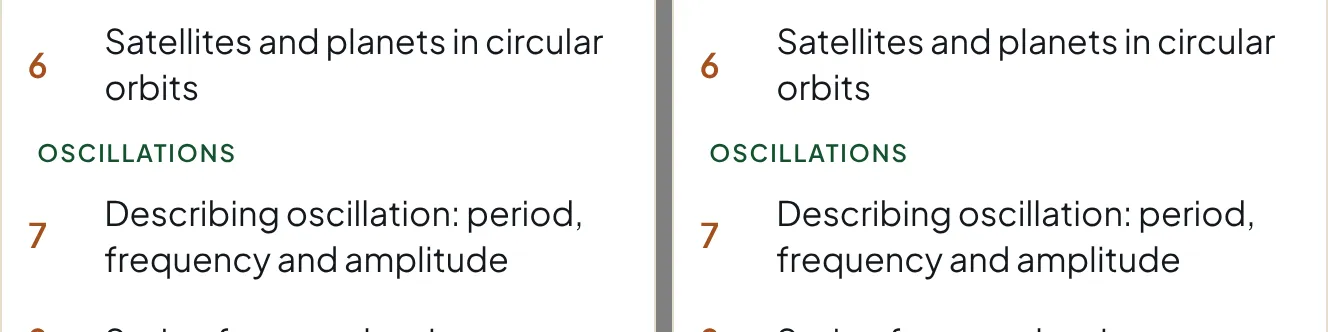 6 Satellites and planets in circular
orbits
OSCILLATIONS
7 Describing oscillation: period,
frequency and amplitude
6 Satellites and planets in circular
orbits
OSCILLATIONS
7 Describing oscillation: period,
frequency and amplitude